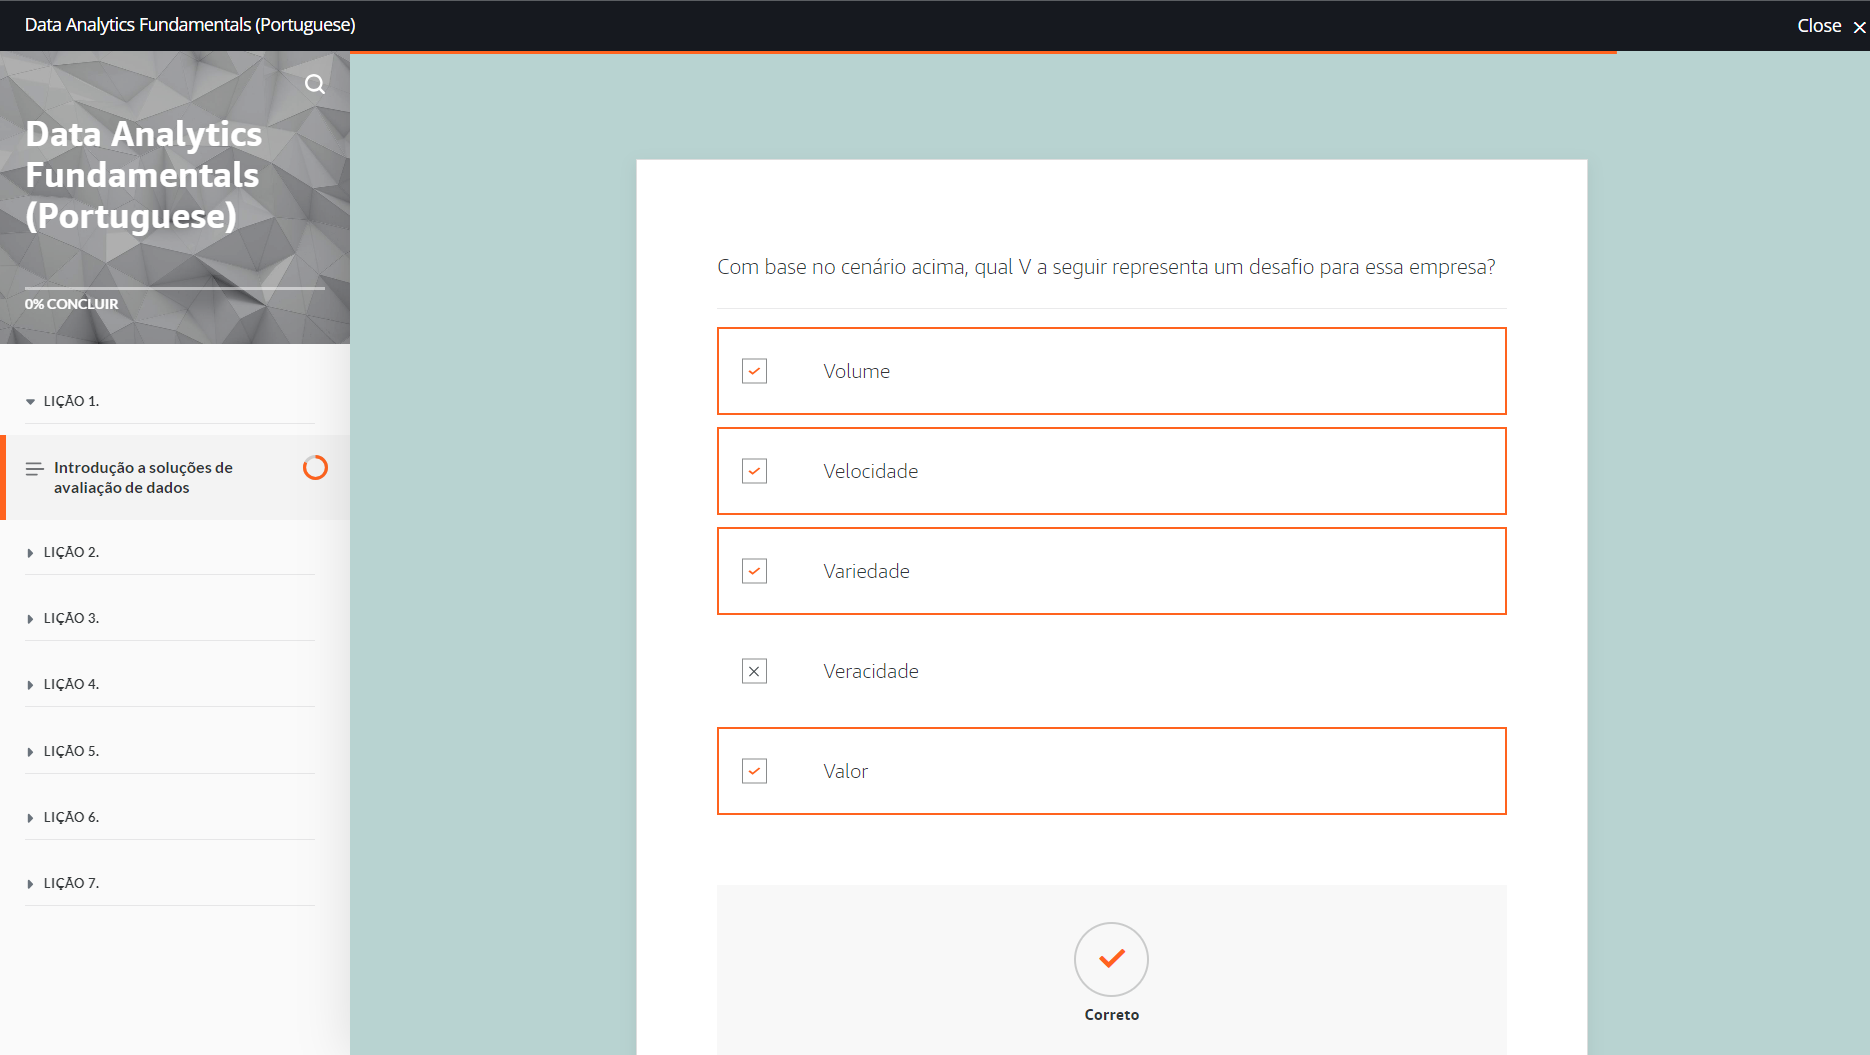 Data Analytics Fundamentals (Portuguese)
Close
Data Analytics
Fundamentals
(Portuguese)
0% CONCLUIR
LIÇÃO 1.
Introdução a soluções de
avaliação de dados
LIÇÃO 2.
LIÇÃO 3.
LIÇÃO 4.
LIÇÃO 5.
LIÇÃO 6.
LIÇÃO 7.
Com base no cenário acima, qual V a seguir representa um desafio para essa empresa?
Volume
Velocidade
Variedade
Veracidade
Valor
Correto